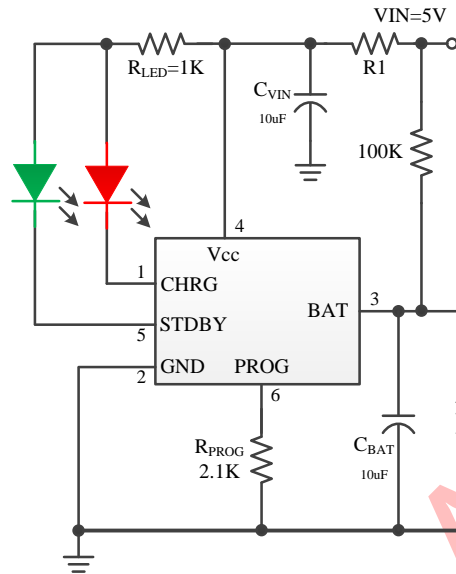 VIN=5V
RLED=1K
R1
CVIN
10uF
100K
4
Vcc
1
CHRG
BAT
3
STDBY
5
GND
2
PROG
6
RPROG
2.1K
CBAT
10uF